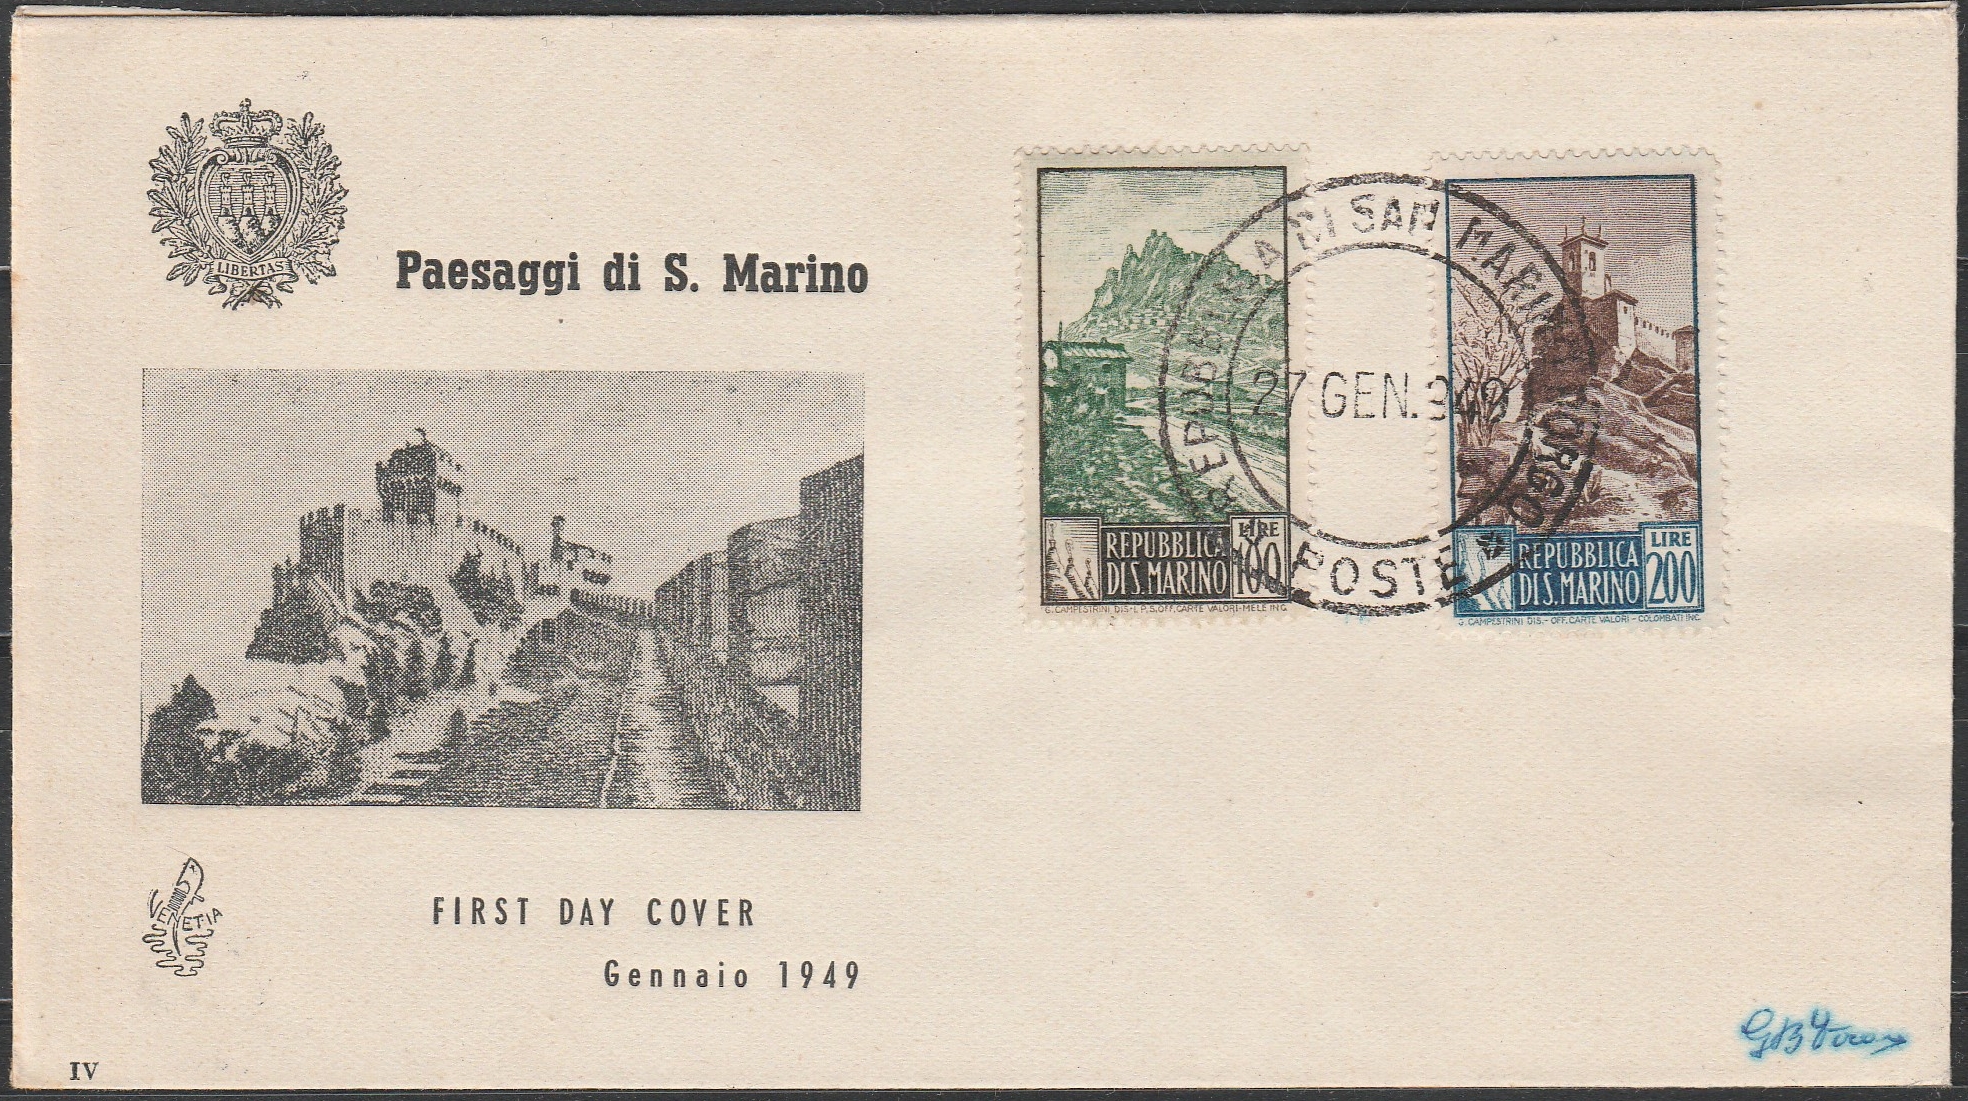 LIBERTAS
Paesaggi di S. Marino
REPUBBLICA DI SAN MARINO
BORGO
27 GEN. 949
POSTE
REPUBBLICA
DI S. MARINO
LIRE
100
G. CAMPESTRINI DIS.-I. P. S. OFF. CARTE VALORI-MELE INC.
REPUBBLICA
DI S. MARINO
LIRE
200
G. CAMPESTRINI DIS. - OFF. CARTE VALORI - COLOMBATI INC.
VENETIA
FIRST DAY COVER
Gennaio 1949
IV